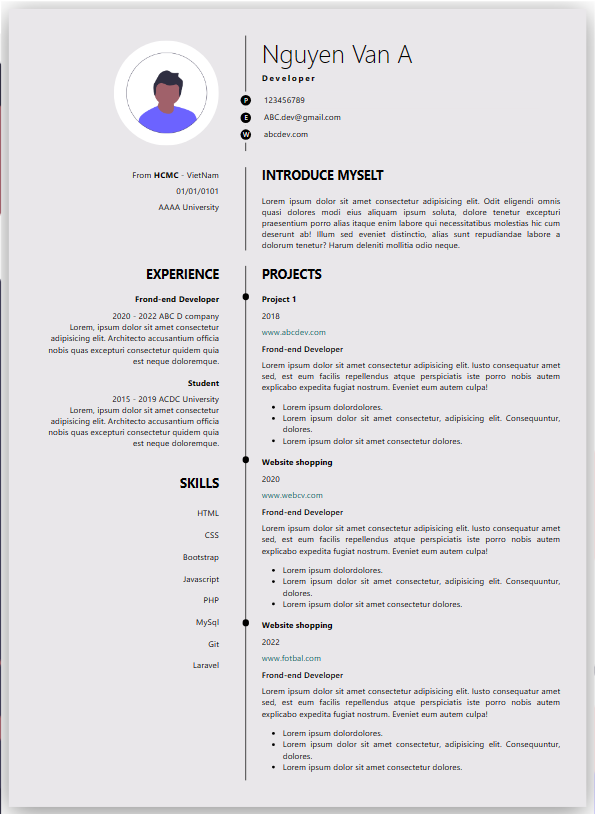 Nguyen Van A
Developer
P 123456789
E ABC.dev@gmail.com
W abcdev.com
From HCMC - VietNam
01/01/0101
AAAA University
INTRODUCE MYSELT
Lorem ipsum dolor sit amet consectetur adipisicing elit. Odit eligendi omnis
quasi dolores modi eius aliquam ipsum soluta, dolore tenetur excepturi
praesentium porro alias itaque enim labore qui necessitatibus molestias hic cum
deserunt ab! Illum sed eveniet distinctio, alias sunt repudiandae labore a
dolorum tenetur? Harum deleniti mollitia odio neque.
EXPERIENCE
Frond-end Developer
2020 - 2022 ABC D company
Lorem, ipsum dolor sit amet consectetur
adipisicing elit. Architecto accusantium officia
nobis quas excepturi consectetur quidem quia
est neque doloremque.
Student
2015 - 2019 ACDC University
Lorem, ipsum dolor sit amet consectetur
adipisicing elit. Architecto accusantium officia
nobis quas excepturi consectetur quidem quia
est neque doloremque.
SKILLS
HTML
CSS
Bootstrap
Javascript
PHP
MySql
Git
Laravel
PROJECTS
Project 1
2018
www.abcdev.com
Frond-end Developer
Lorem ipsum dolor sit amet consectetur adipisicing elit. Iusto consequatur amet
sed, est eum facilis repellendus atque perspiciatis iste porro nobis autem
explicabo expedita fugiat nostrum. Eveniet eum autem culpa!
• Lorem ipsum dolordolores.
• Lorem ipsum dolor sit amet consectetur, adipisicing elit. Consequuntur,
dolores.
• Lorem ipsum dolor sit amet consectetur dolores.
Website shopping
2020
www.webcv.com
Frond-end Developer
Lorem ipsum dolor sit amet consectetur adipisicing elit. Iusto consequatur amet
sed, est eum facilis repellendus atque perspiciatis iste porro nobis autem
explicabo expedita fugiat nostrum. Eveniet eum autem culpa!
• Lorem ipsum dolordolores.
• Lorem ipsum dolor sit amet consectetur, adipisicing elit. Consequuntur,
dolores.
• Lorem ipsum dolor sit amet consectetur dolores.
Website shopping
2022
www.fotbal.com
Frond-end Developer
Lorem ipsum dolor sit amet consectetur adipisicing elit. Iusto consequatur amet
sed, est eum facilis repellendus atque perspiciatis iste porro nobis autem
explicabo expedita fugiat nostrum. Eveniet eum autem culpa!
• Lorem ipsum dolordolores.
• Lorem ipsum dolor sit amet consectetur, adipisicing elit. Consequuntur,
dolores.
• Lorem ipsum dolor sit amet consectetur dolores.